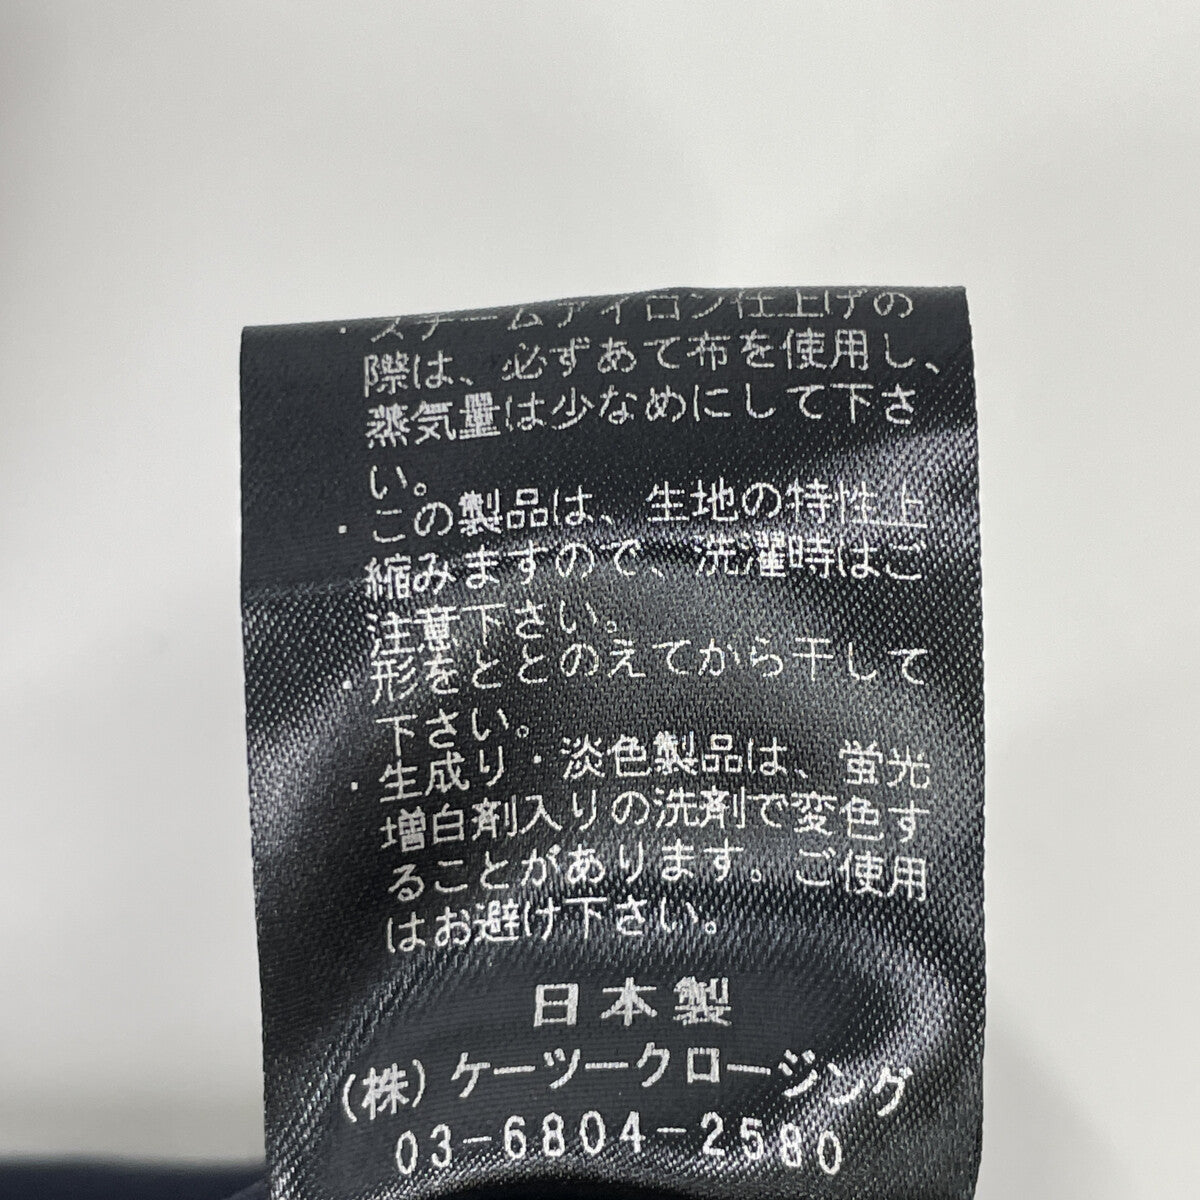 ・スチームアイロン仕上げの
際は、必ずあて布を使用し、
蒸気量は少なめにして下さ
い。
・この製品は、生地の特性上
縮みますので、洗濯時はご
注意下さい。
・形をととのえてから干して
下さい。
・生成り・淡色製品は、蛍光
増白剤入りの洗剤で変色す
ることがあります。ご使用
はお避け下さい。
日本製
(株)ケーツークロージング
03-6804-2580